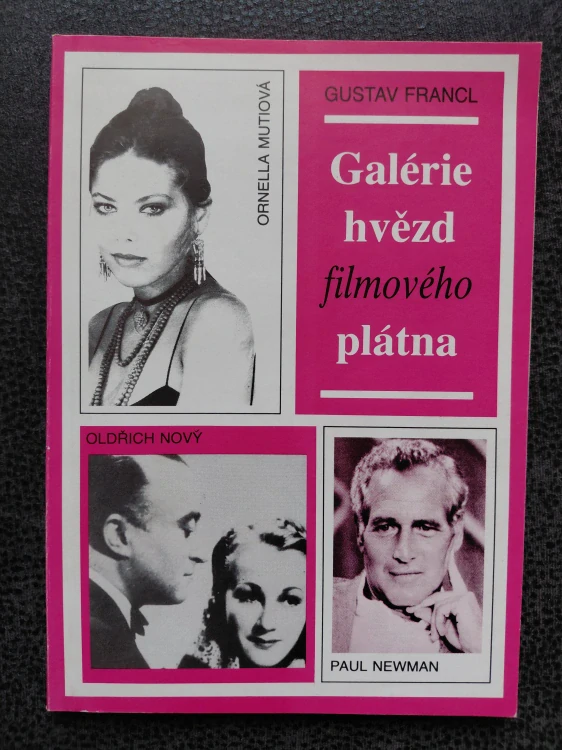 ORNELLA MUTIOVÁ
GUSTAV FRANCL
Galérie
hvězd
filmového
plátna
OLDŘICH NOVÝ
PAUL NEWMAN